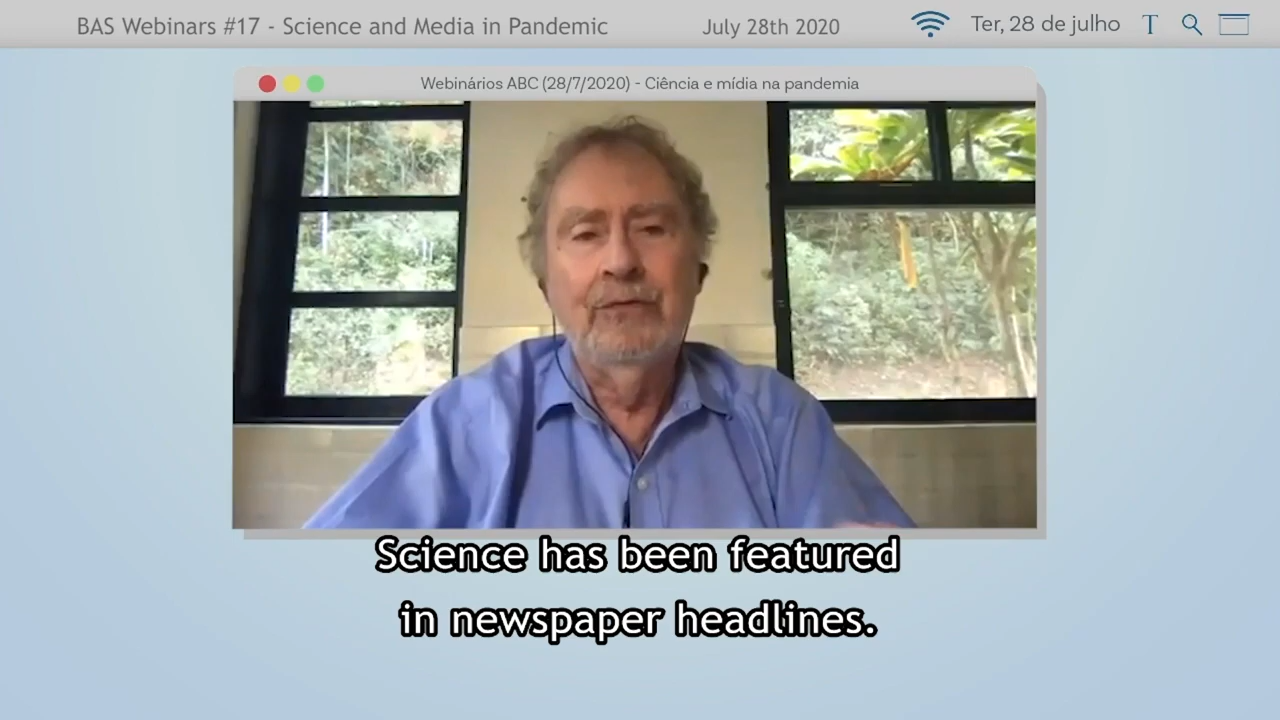 BAS Webinars #17 - Science and Media in Pandemic
July 28th 2020
Ter, 28 de julho
T
Webinários ABC (28/7/2020) - Ciência e mídia na pandemia
Science has been featured
in newspaper headlines.